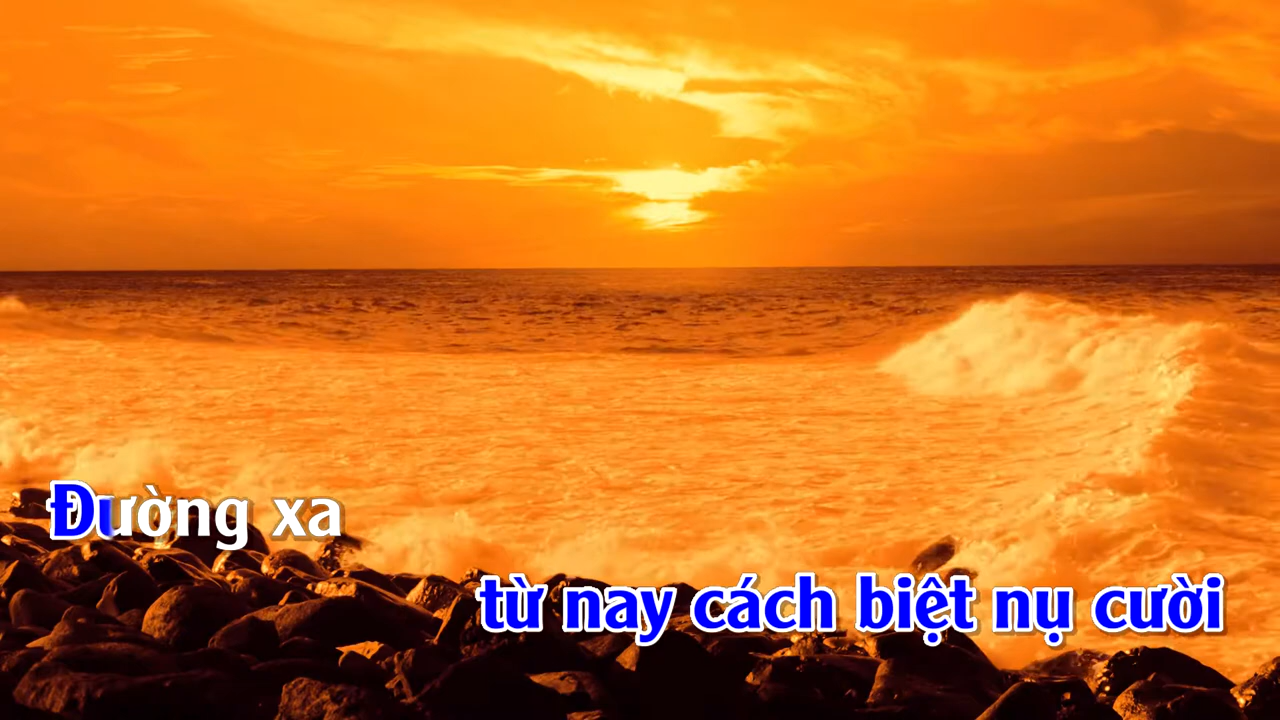 Đường xa
từ nay cách biệt nụ cười